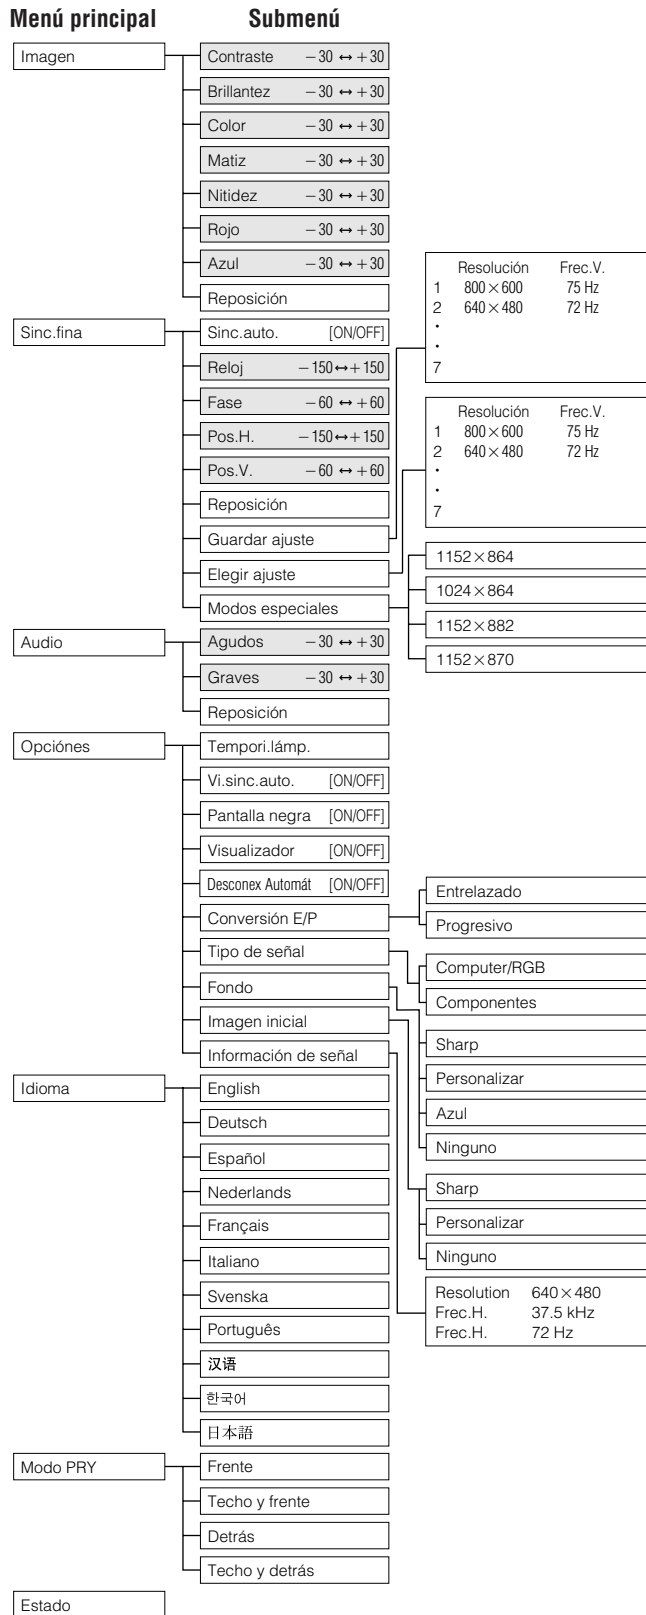 Menú principal
Submenú
Imagen
Contraste −30 ↔ +30
Brillantez −30 ↔ +30
Color −30 ↔ +30
Matiz −30 ↔ +30
Nitidez −30 ↔ +30
Rojo −30 ↔ +30
Azul −30 ↔ +30
Reposición
Sinc.fina
Sinc.auto. [ON/OFF]
Reloj −150↔+150
Fase −60 ↔ +60
Pos.H. −150↔+150
Pos.V. −60 ↔ +60
Reposición
Guardar ajuste
Elegir ajuste
Modos especiales
Resolución Frec.V.
1 800×600 75 Hz
2 640×480 72 Hz
•
•
7
Resolución Frec.V.
1 800×600 75 Hz
2 640×480 72 Hz
•
•
7
1152×864
1024×864
1152×882
1152×870
Audio
Agudos −30 ↔ +30
Graves −30 ↔ +30
Reposición
Opciónes
Tempori.lámp.
Vi.sinc.auto. [ON/OFF]
Pantalla negra [ON/OFF]
Visualizador [ON/OFF]
Desconex Automát [ON/OFF]
Conversión E/P
Tipo de señal
Fondo
Imagen inicial
Información de señal
Entrelazado
Progresivo
Computer/RGB
Componentes
Sharp
Personalizar
Azul
Ninguno
Sharp
Personalizar
Ninguno
Resolution 640×480
Frec.H. 37.5 kHz
Frec.H. 72 Hz
Idioma
English
Deutsch
Español
Nederlands
Français
Italiano
Svenska
Português
汉语
한국어
日本語
Modo PRY
Frente
Techo y frente
Detrás
Techo y detrás
Estado